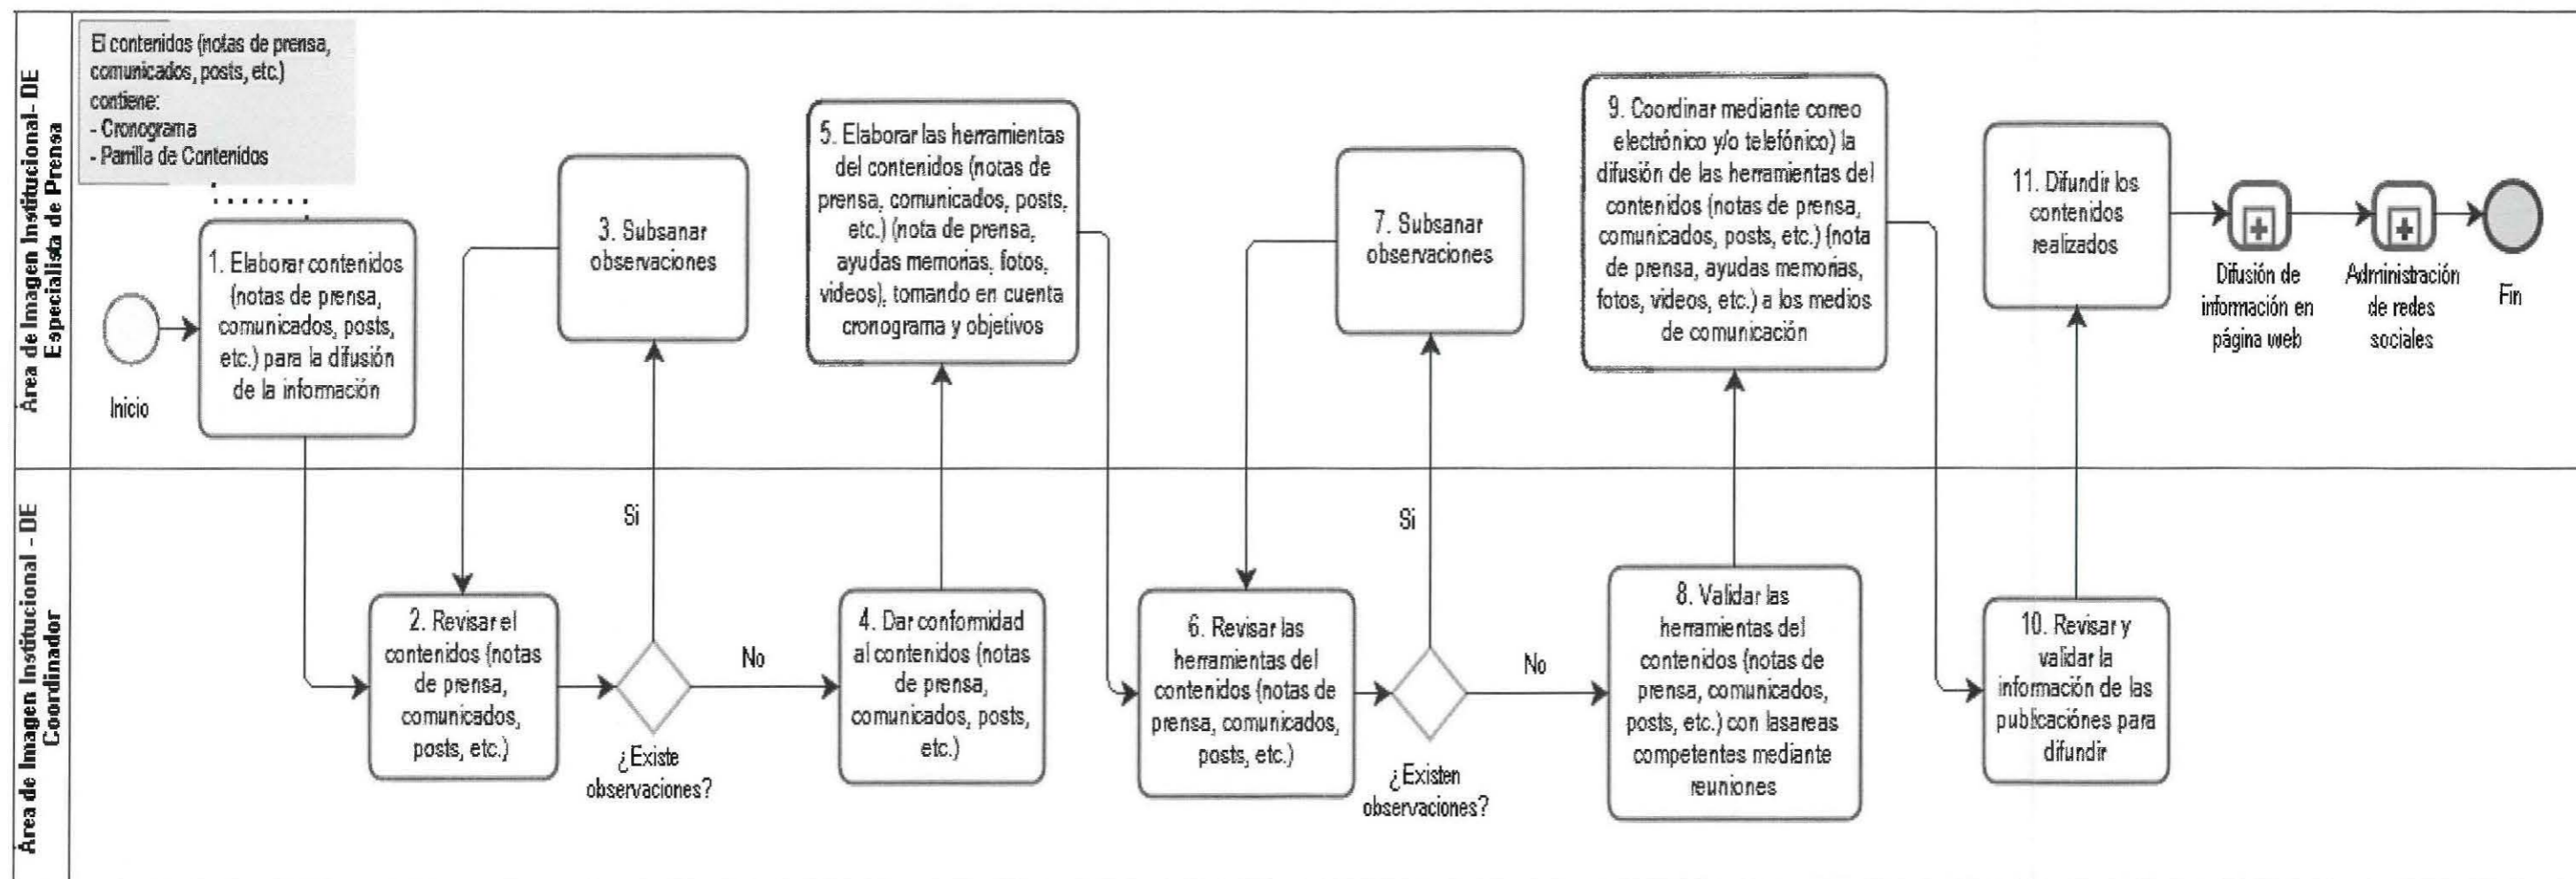 Área de Imagen Institucional- DE
Especialista de Prensa
El contenidos (notas de prensa,
comunicados, posts, etc.)
contiene:
- Cronograma
- Parrilla de Contenidos
Inicio
1. Elaborar contenidos
(notas de prensa,
comunicados, posts,
etc.) para la difusión
de la información
3. Subsanar
observaciones
5. Elaborar las herramientas
del contenidos (notas de
prensa, comunicados, posts,
etc.) (nota de prensa,
ayudas memorias, fotos,
videos), tomando en cuenta
cronograma y objetivos
7. Subsanar
observaciones
9. Coordinar mediante correo
electrónico y/o telefónico) la
difusión de las herramientas del
contenidos (notas de prensa,
comunicados, posts, etc.) (nota
de prensa, ayudas memorias,
fotos, videos, etc.) a los medios
de comunicación
11. Difundir los
contenidos
realizados
Difusión de
información en
página web
Administración
de redes
sociales
Fin
Área de Imagen Institucional - DE
Coordinador
2. Revisar el
contenidos (notas
de prensa,
comunicados,
posts, etc.)
Si
¿Existe
observaciones?
No
4. Dar conformidad
al contenidos (notas
de prensa,
comunicados, posts,
etc.)
6. Revisar las
herramientas del
contenidos (notas de
prensa, comunicados,
posts, etc.)
Si
¿Existen
observaciones?
No
8. Validar las
herramientas del
contenidos (notas de
prensa, comunicados,
posts, etc.) con lasareas
competentes mediante
reuniones
10. Revisar y
validar la
información de las
publicaciónes para
difundir